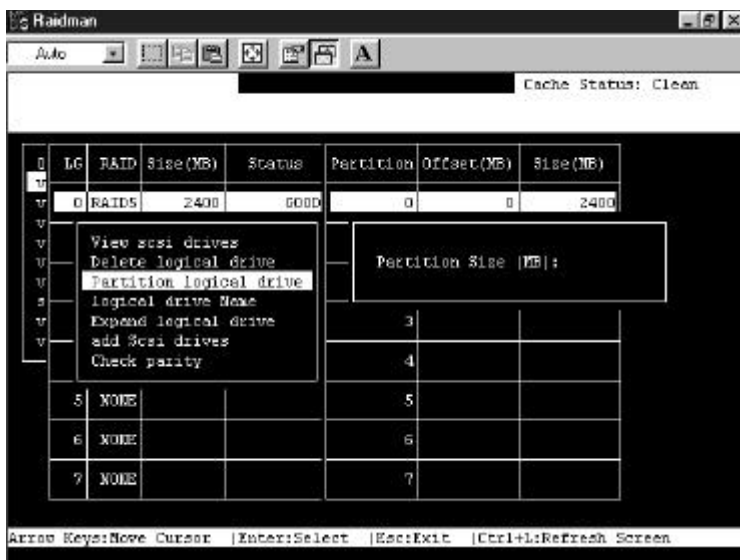 Raidman
Auto
A
Cache Status: Clean
Q LG RAID Size(MB) Status Partition Offset(MB) Size(MB)
v
v 0 RAID5 2400 GOOD 0 0 2400
v
v View scsi drives
v Delete logical drive
Partition Size (MB):
v Partition logical drive
s logical drive Name
v Expand logical drive 3
v add Scsi drives
Check parity 4
5 NONE 5
6 NONE 6
7 NONE 7
Arrow Keys:Move Cursor |Enter:Select |Esc:Exit |Ctrl+L:Refresh Screen